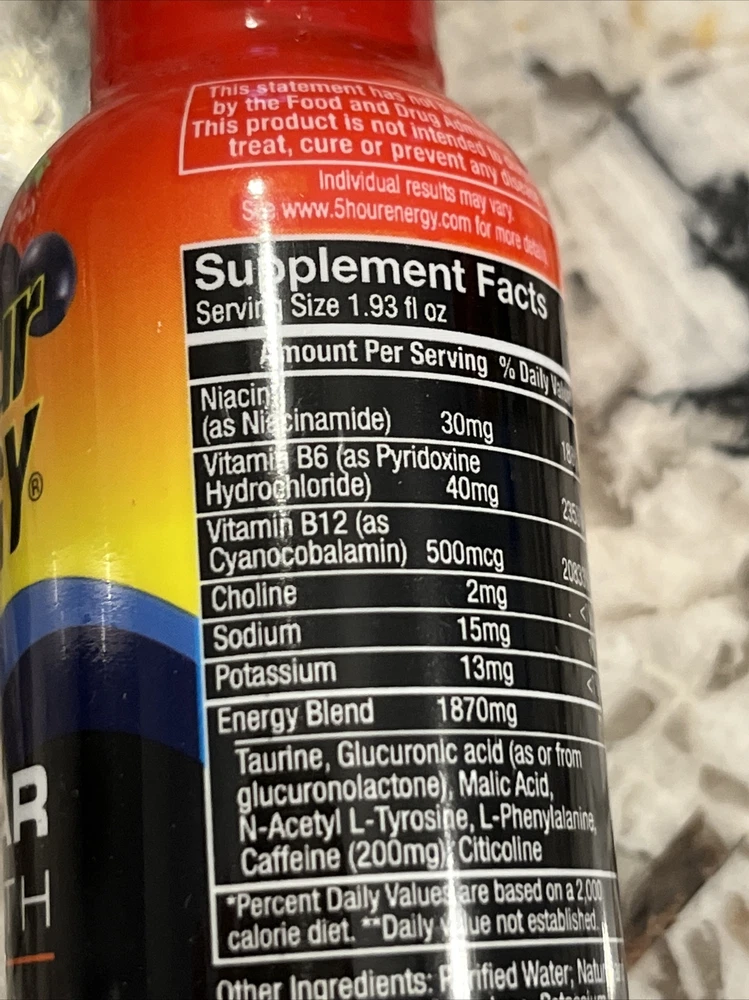 This statement has not
by the Food and Drug
This product is not intended
treat, cure or prevent any
Individual results may vary.
See www.5hourenergy.com for more details
Supplement Facts
Serving Size 1.93 fl oz
Amount Per Serving % Daily Value
Niacin
(as Niacinamide) 30mg
Vitamin B6 (as Pyridoxine
Hydrochloride) 40mg
Vitamin B12 (as
Cyanocobalamin) 500mcg
Choline 2mg <
Sodium 15mg
Potassium 13mg <
Energy Blend 1870mg
Taurine, Glucuronic acid (as or from
glucuronolactone), Malic Acid,
N-Acetyl L-Tyrosine, L-Phenylalanine,
Caffeine (200mg), Citicoline
*Percent Daily Values are based on a 2,000
calorie diet. **Daily value not established.
Other Ingredients: Purified Water;